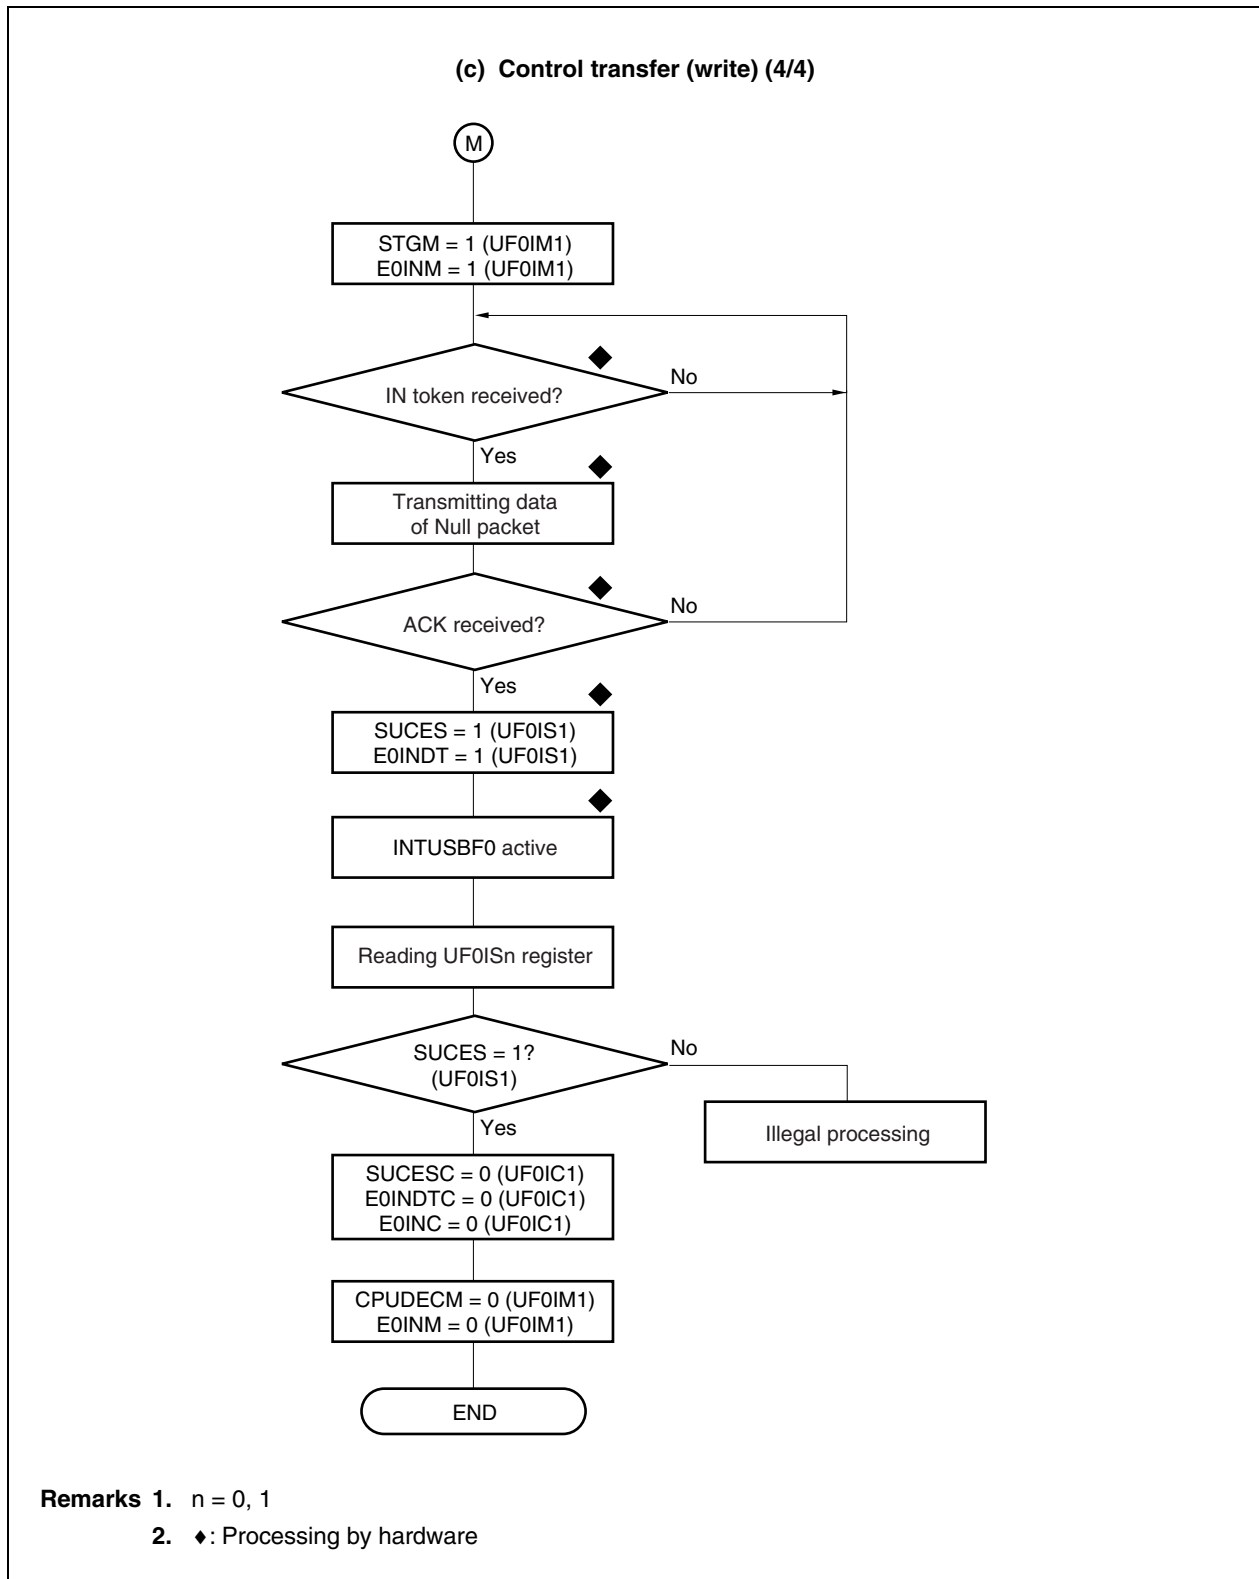 (c) Control transfer (write) (4/4)
M
STGM = 1 (UF0IM1)
E0INM = 1 (UF0IM1)
IN token received?
No
Yes
Transmitting data
of Null packet
ACK received?
No
Yes
SUCES = 1 (UF0IS1)
E0INDT = 1 (UF0IS1)
INTUSBF0 active
Reading UF0ISn register
SUCES = 1?
(UF0IS1)
No
Illegal processing
Yes
SUCESC = 0 (UF0IC1)
E0INDTC = 0 (UF0IC1)
E0INC = 0 (UF0IC1)
CPUDECM = 0 (UF0IM1)
E0INM = 0 (UF0IM1)
END
Remarks 1. n = 0, 1
2. ♦: Processing by hardware